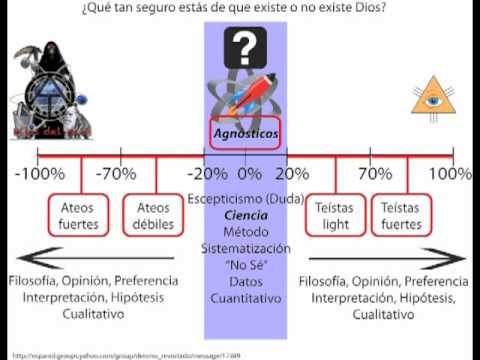 ¿Qué tan seguro estás de que existe o no existe Dios?
?
Agnósticos
-100% -70% -20% 0% 20% 70% 100%
Ateos
fuertes
Ateos
débiles
Escepticismo (Duda)
Ciencia
Método
Sistematización
"No Sé"
Datos
Cuantitativo
Teístas
light
Teístas
fuertes
Filosofía, Opinión, Preferencia
Interpretación, Hipótesis
Cualitativo
Filosofía, Opinión, Preferencia
Interpretación, Hipótesis,
Cualitativo